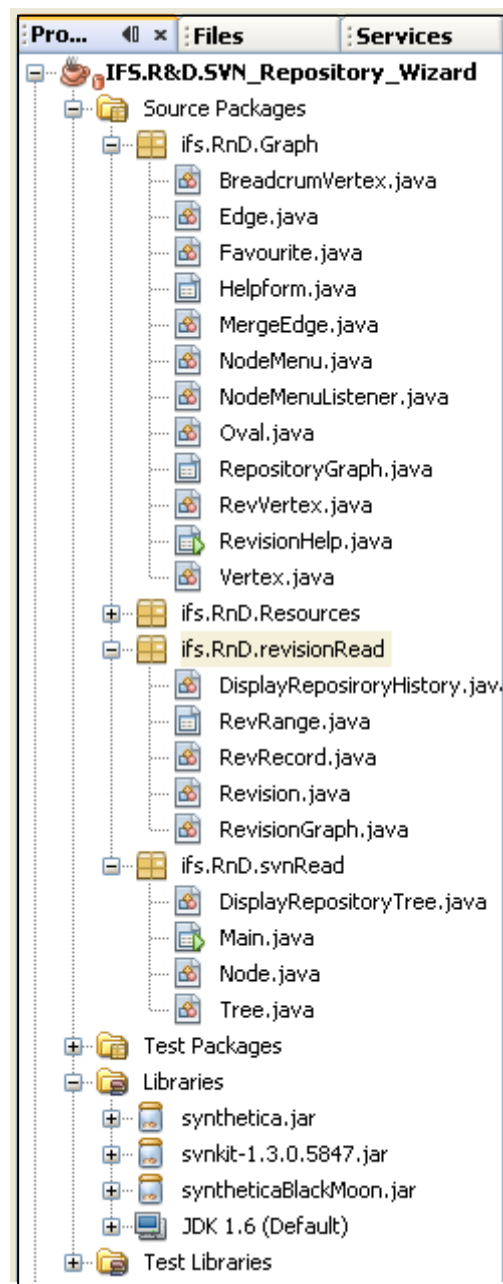 Pro... Files Services
IFS.R&D.SVN_Repository_Wizard
Source Packages
ifs.RnD.Graph
BreadcrumVertex.java
Edge.java
Favourite.java
Helpform.java
MergeEdge.java
NodeMenu.java
NodeMenuListener.java
Oval.java
RepositoryGraph.java
RevVertex.java
RevisionHelp.java
Vertex.java
ifs.RnD.Resources
ifs.RnD.revisionRead
DisplayReposiroryHistory.jav
RevRange.java
RevRecord.java
Revision.java
RevisionGraph.java
ifs.RnD.svnRead
DisplayRepositoryTree.java
Main.java
Node.java
Tree.java
Test Packages
Libraries
synthetica.jar
svnkit-1.3.0.5847.jar
syntheticaBlackMoon.jar
JDK 1.6 (Default)
Test Libraries